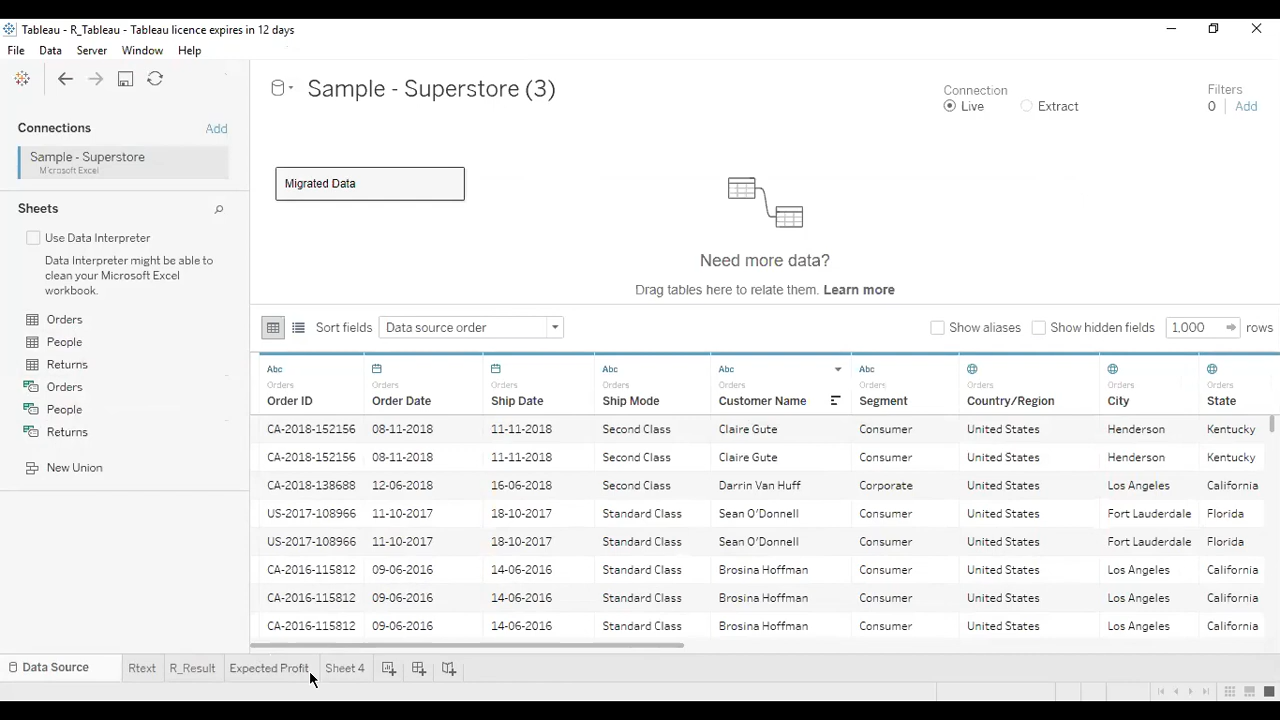 Tableau - R_Tableau - Tableau licence expires in 12 days
File Data Server Window Help
Connections Add
Sample - Superstore
Microsoft Excel
Sheets
Use Data Interpreter
Data Interpreter might be able to
clean your Microsoft Excel
workbook.
Orders
People
Returns
Orders
People
Returns
New Union
Sample - Superstore (3)
Connection
Live Extract
Filters
0 Add
Migrated Data
Need more data?
Drag tables here to relate them. Learn more
Sort fields Data source order Show aliases Show hidden fields 1,000 rows
Abc Abc Abc Abc
Orders Orders Orders Orders Orders Orders Orders Orders Orders
Order ID Order Date Ship Date Ship Mode Customer Name Segment Country/Region City State
CA-2018-152156 08-11-2018 11-11-2018 Second Class Claire Gute Consumer United States Henderson Kentucky
CA-2018-152156 08-11-2018 11-11-2018 Second Class Claire Gute Consumer United States Henderson Kentucky
CA-2018-138688 12-06-2018 16-06-2018 Second Class Darrin Van Huff Corporate United States Los Angeles California
US-2017-108966 11-10-2017 18-10-2017 Standard Class Sean O'Donnell Consumer United States Fort Lauderdale Florida
US-2017-108966 11-10-2017 18-10-2017 Standard Class Sean O'Donnell Consumer United States Fort Lauderdale Florida
CA-2016-115812 09-06-2016 14-06-2016 Standard Class Brosina Hoffman Consumer United States Los Angeles California
CA-2016-115812 09-06-2016 14-06-2016 Standard Class Brosina Hoffman Consumer United States Los Angeles California
CA-2016-115812 09-06-2016 14-06-2016 Standard Class Brosina Hoffman Consumer United States Los Angeles California
Data Source Rtext R_Result Expected Profit Sheet 4